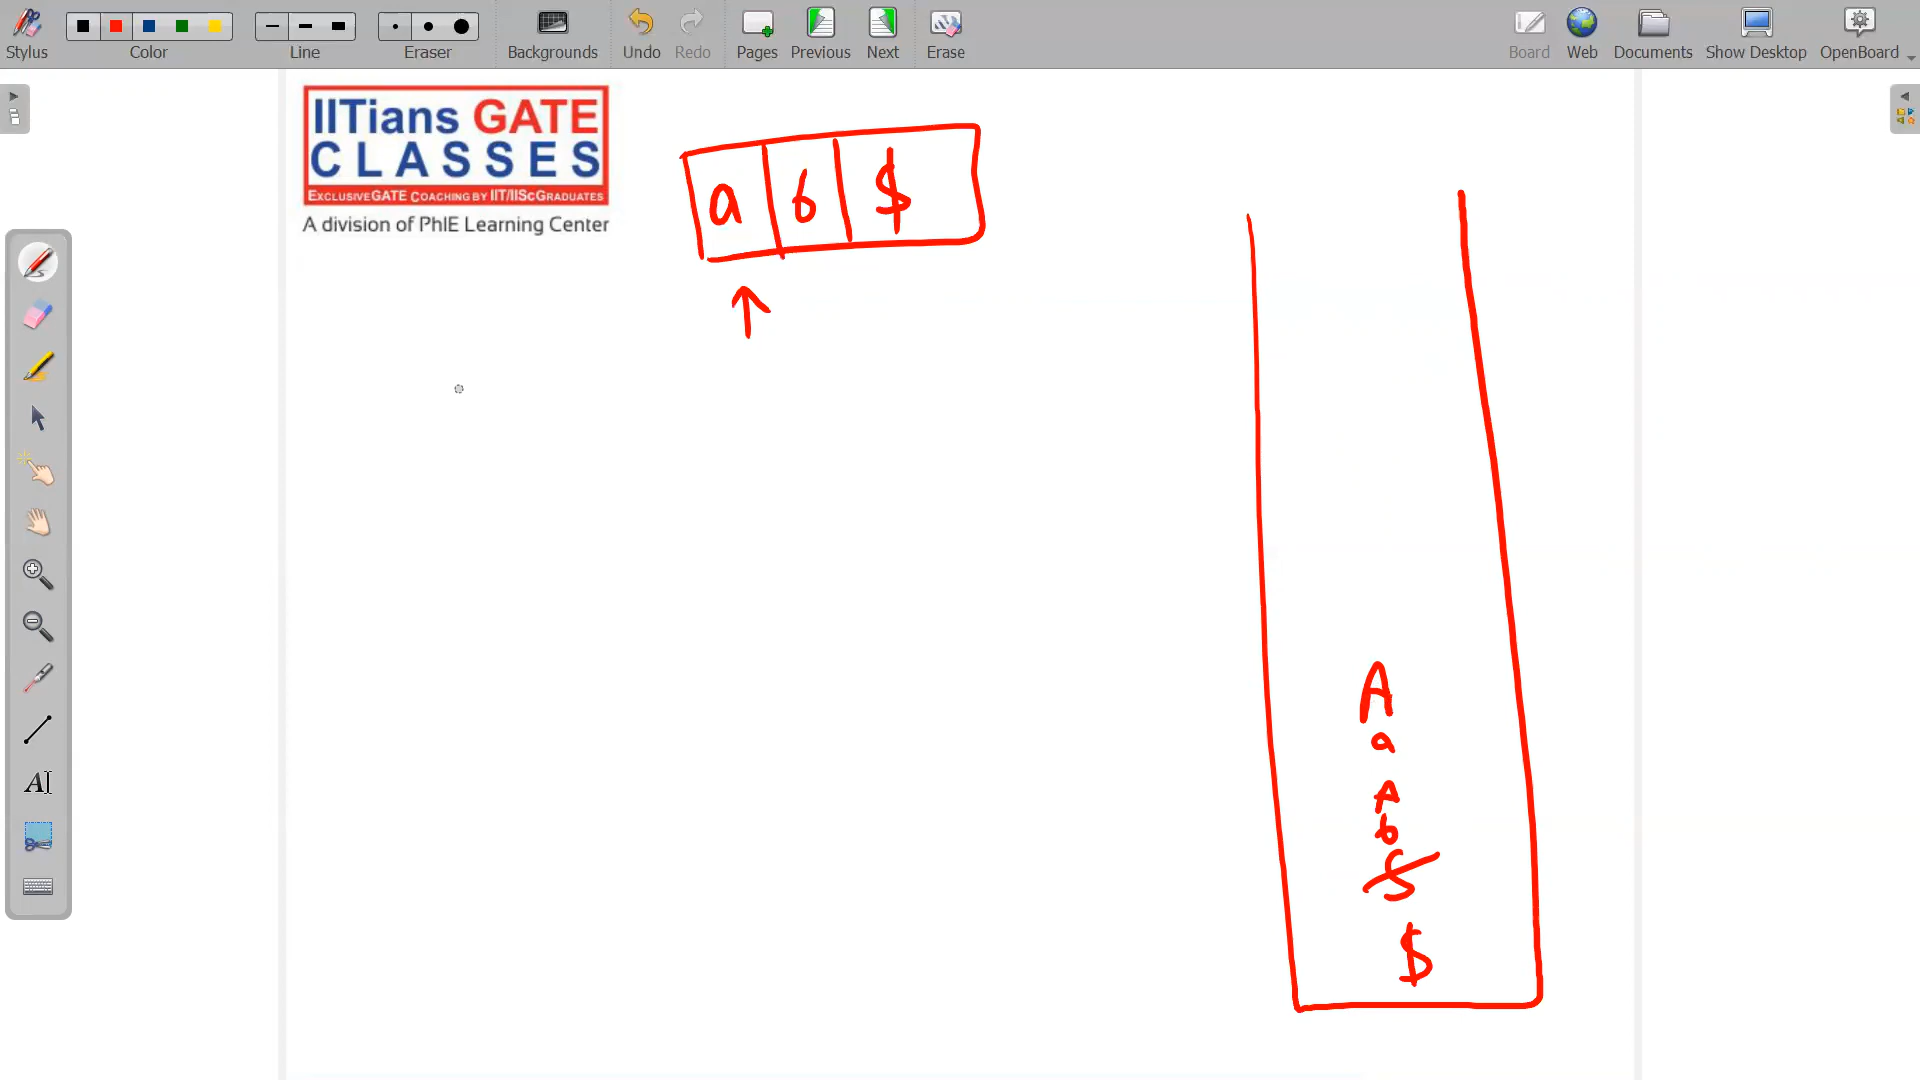 Stylus
Color
Line
Eraser
Backgrounds
Undo
Redo
Pages
Previous
Next
Erase
Board
Web
Documents
Show Desktop
OpenBoard
IITians GATE
CLASSES
EXCLUSIVE GATE COACHING BY IIT/IISc GRADUATES
A division of PhIE Learning Center
a b $
A
a
A
b
S
$